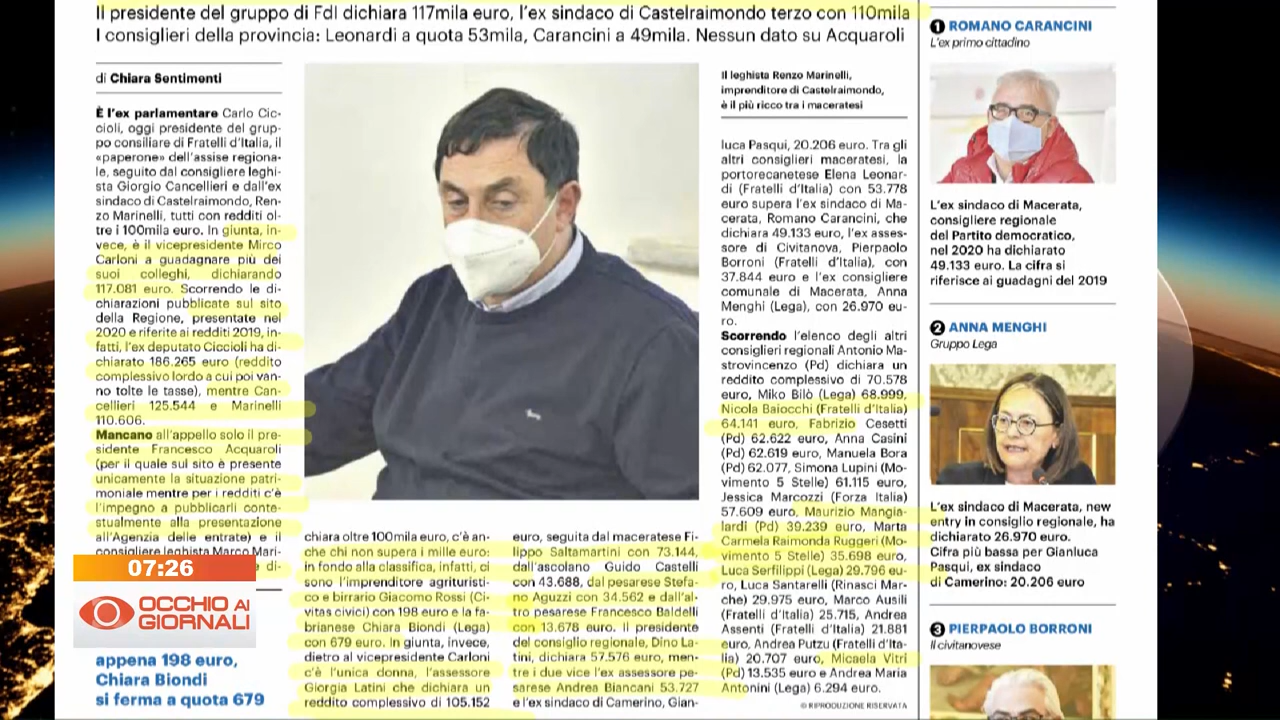 Il presidente del gruppo di FdI dichiara 117mila euro, l'ex sindaco di Castelraimondo terzo con 110mila
I consiglieri della provincia: Leonardi a quota 53mila, Carancini a 49mila. Nessun dato su Acquaroli
di Chiara Sentimenti
È l'ex parlamentare Carlo Cic-
cioli, oggi presidente del grup-
po consiliare di Fratelli d'Italia, il
«paperone» dell'assise regiona-
le, seguito dal consigliere leghi-
sta Giorgio Cancellieri e dall'ex
sindaco di Castelraimondo, Ren-
zo Marinelli, tutti con redditi ol-
tre i 100mila euro. In giunta, in-
vece, è il vicepresidente Mirco
Carloni a guadagnare più dei
suoi colleghi, dichiarando
117.081 euro. Scorrendo le di-
chiarazioni pubblicate sul sito
della Regione, presentate nel
2020 e riferite ai redditi 2019, in-
fatti, l'ex deputato Ciccioli ha di-
chiarato 186.265 euro (reddito
complessivo lordo a cui poi van-
no tolte le tasse), mentre Can-
cellieri 125.544 e Marinelli
110.606.
Mancano all'appello solo il pre-
sidente Francesco Acquaroli
(per il quale sul sito è presente
unicamente la situazione patri-
moniale mentre per i redditi c'è
l'impegno a pubblicarli conte-
stualmente alla presentazione
all'Agenzia delle entrate) e il
consigliere leghista Marco Mari-
di-
07:26
OCCHIO AI
GIORNALI
appena 198 euro,
Chiara Biondi
si ferma a quota 679
chiara oltre 100mila euro, c'è an-
che chi non supera i mille euro:
in fondo alla classifica, infatti, ci
sono l'imprenditore agrituristi-
co e birrario Giacomo Rossi (Ci-
vitas civici) con 198 euro e la fa-
brianese Chiara Biondi (Lega)
con 679 euro. In giunta, invece,
dietro al vicepresidente Carloni
c'è l'unica donna, l'assessore
Giorgia Latini che dichiara un
reddito complessivo di 105.152
euro, seguita dal maceratese Fi-
lippo Saltamartini con 73.144,
dall'ascolano Guido Castelli
con 43.688, dal pesarese Stefa-
no Aguzzi con 34.562 e dall'al-
tro pesarese Francesco Baldelli
con 13.678 euro. Il presidente
del consiglio regionale, Dino La-
tini, dichiara 57.576 euro, men-
tre i due vice l'ex assessore pe-
sarese Andrea Biancani 53.727
e l'ex sindaco di Camerino, Gian-
Il leghista Renzo Marinelli,
imprenditore di Castelraimondo,
è il più ricco tra i maceratesi
luca Pasqui, 20.206 euro. Tra gli
altri consiglieri maceratesi, la
portorecanetese Elena Leonar-
di (Fratelli d'Italia) con 53.778
euro supera l'ex sindaco di Ma-
cerata, Romano Carancini, che
dichiara 49.133 euro, l'ex asses-
sore di Civitanova, Pierpaolo
Borroni (Fratelli d'Italia), con
37.844 euro e l'ex consigliere
comunale di Macerata, Anna
Menghi (Lega), con 26.970 eu-
ro.
Scorrendo l'elenco degli altri
consiglieri regionali Antonio Ma-
strovincenzo (Pd) dichiara un
reddito complessivo di 70.578
euro, Miko Bilò (Lega) 68.999,
Nicola Baiocchi (Fratelli d'Italia)
64.141 euro, Fabrizio Cesetti
(Pd) 62.622 euro, Anna Casini
(Pd) 62.619 euro, Manuela Bora
(Pd) 62.077, Simona Lupini (Mo-
vimento 5 Stelle) 61.115 euro,
Jessica Marcozzi (Forza Italia)
57.609 euro, Maurizio Mangia-
lardi (Pd) 39.239 euro, Marta
Carmela Raimonda Ruggeri (Mo-
vimento 5 Stelle) 35.698 euro,
Luca Serfilippi (Lega) 29.796 eu-
ro, Luca Santarelli (Rinasci Mar-
che) 29.975 euro, Marco Ausili
(Fratelli d'Italia) 25.715, Andrea
Assenti (Fratelli d'Italia) 21.881
euro, Andrea Putzu (Fratelli d'Ita-
lia) 20.707 euro, Micaela Vitri
(Pd) 13.535 euro e Andrea Maria
Antonini (Lega) 6.294 euro.
© RIPRODUZIONE RISERVATA
1 ROMANO CARANCINI
L'ex primo cittadino
L'ex sindaco di Macerata,
consigliere regionale
del Partito democratico,
nel 2020 ha dichiarato
49.133 euro. La cifra si
riferisce ai guadagni del 2019
2 ANNA MENGHI
Gruppo Lega
L'ex sindaco di Macerata, new
entry in consiglio regionale, ha
dichiarato 26.970 euro.
Cifra più bassa per Gianluca
Pasqui, ex sindaco
di Camerino: 20.206 euro
3 PIERPAOLO BORRONI
Il civitanovese